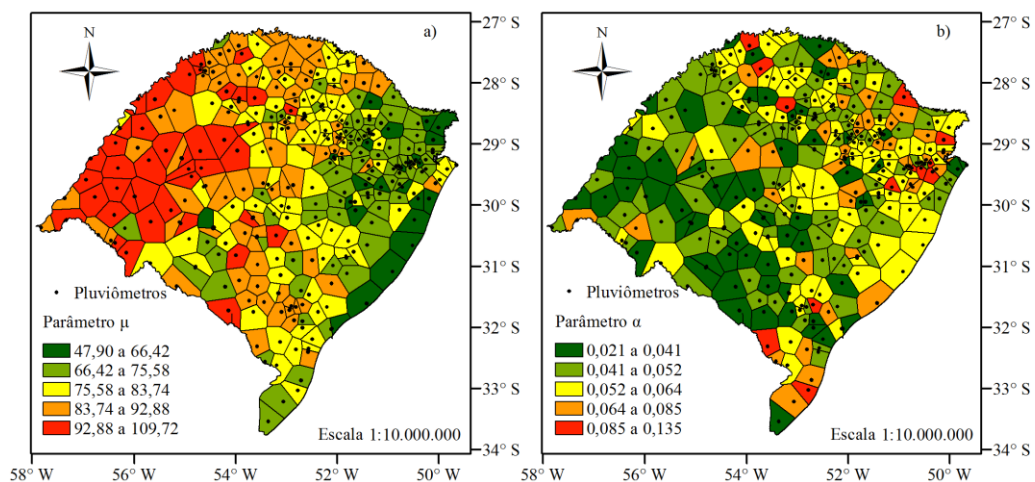 a)
N
27° S
28° S
29° S
30° S
31° S
32° S
33° S
34° S
Pluviômetros
Parâmetro μ
47,90 a 66,42
66,42 a 75,58
75,58 a 83,74
83,74 a 92,88
92,88 a 109,72
Escala 1:10.000.000
58° W
56° W
54° W
52° W
50° W
b)
N
27° S
28° S
29° S
30° S
31° S
32° S
33° S
34° S
Pluviômetros
Parâmetro α
0,021 a 0,041
0,041 a 0,052
0,052 a 0,064
0,064 a 0,085
0,085 a 0,135
Escala 1:10.000.000
58° W
56° W
54° W
52° W
50° W